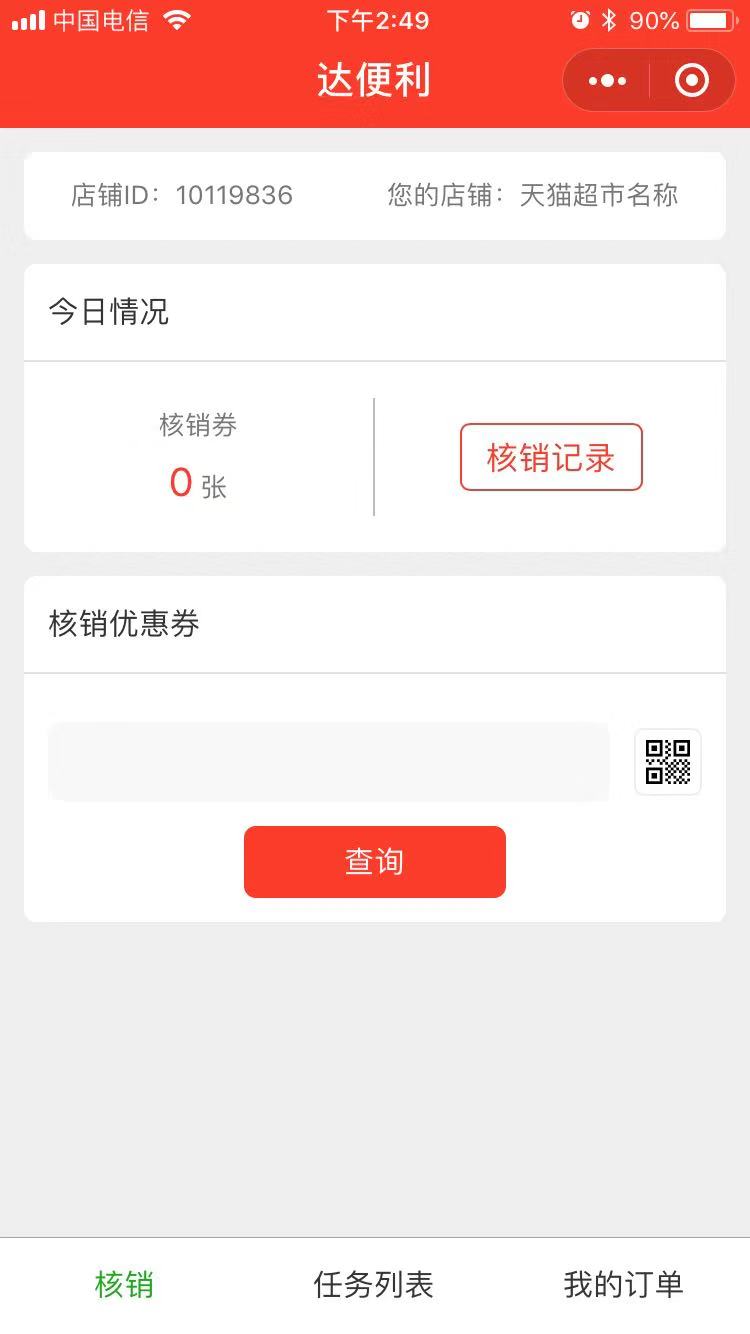 中国电信 下午2:49 90%
达便利
店铺ID：10119836 您的店铺：天猫超市名称
今日情况
核销券
0 张
核销记录
核销优惠券
查询
核销 任务列表 我的订单